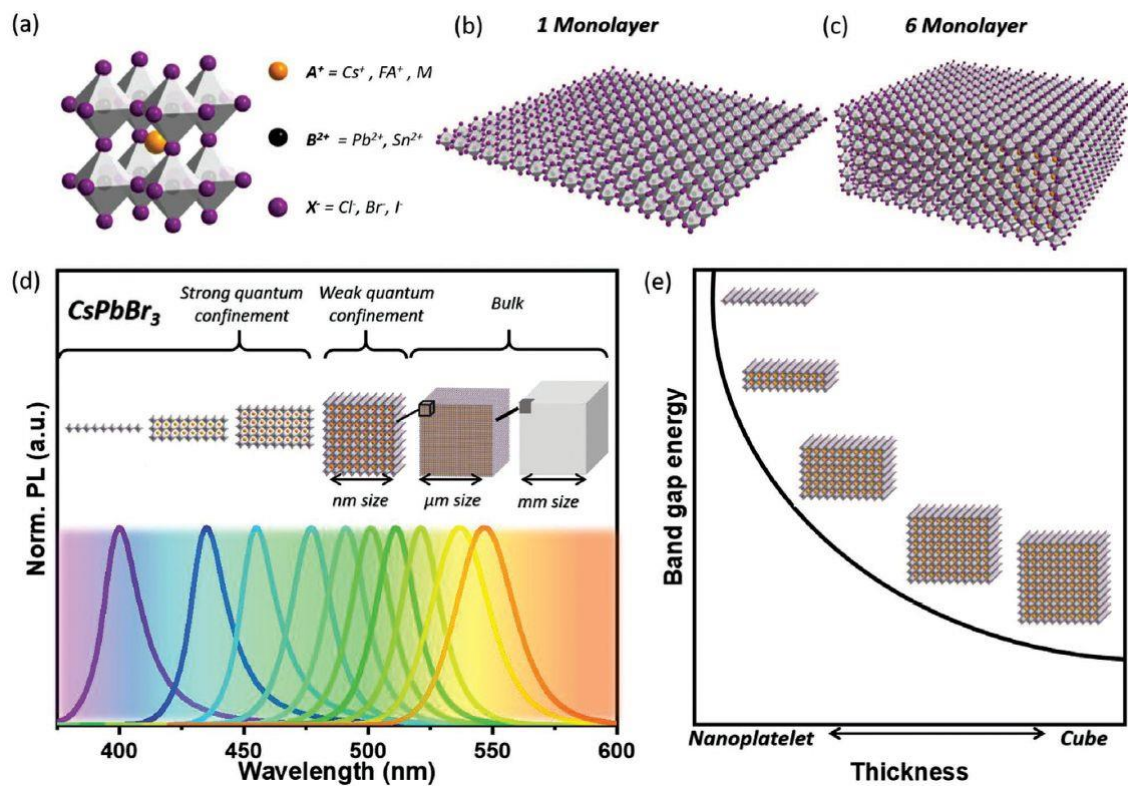 (a)
A⁺ = Cs⁺ , FA⁺ , M
B²⁺ = Pb²⁺, Sn²⁺
X⁻ = Cl⁻, Br⁻, I⁻
(b)
1 Monolayer
(c)
6 Monolayer
(d)
CsPbBr₃
Strong quantum
confinement
Weak quantum
confinement
Bulk
nm size
μm size
mm size
Norm. PL (a.u.)
400
450
500
550
600
Wavelength (nm)
(e)
Band gap energy
Nanoplatelet
Cube
Thickness